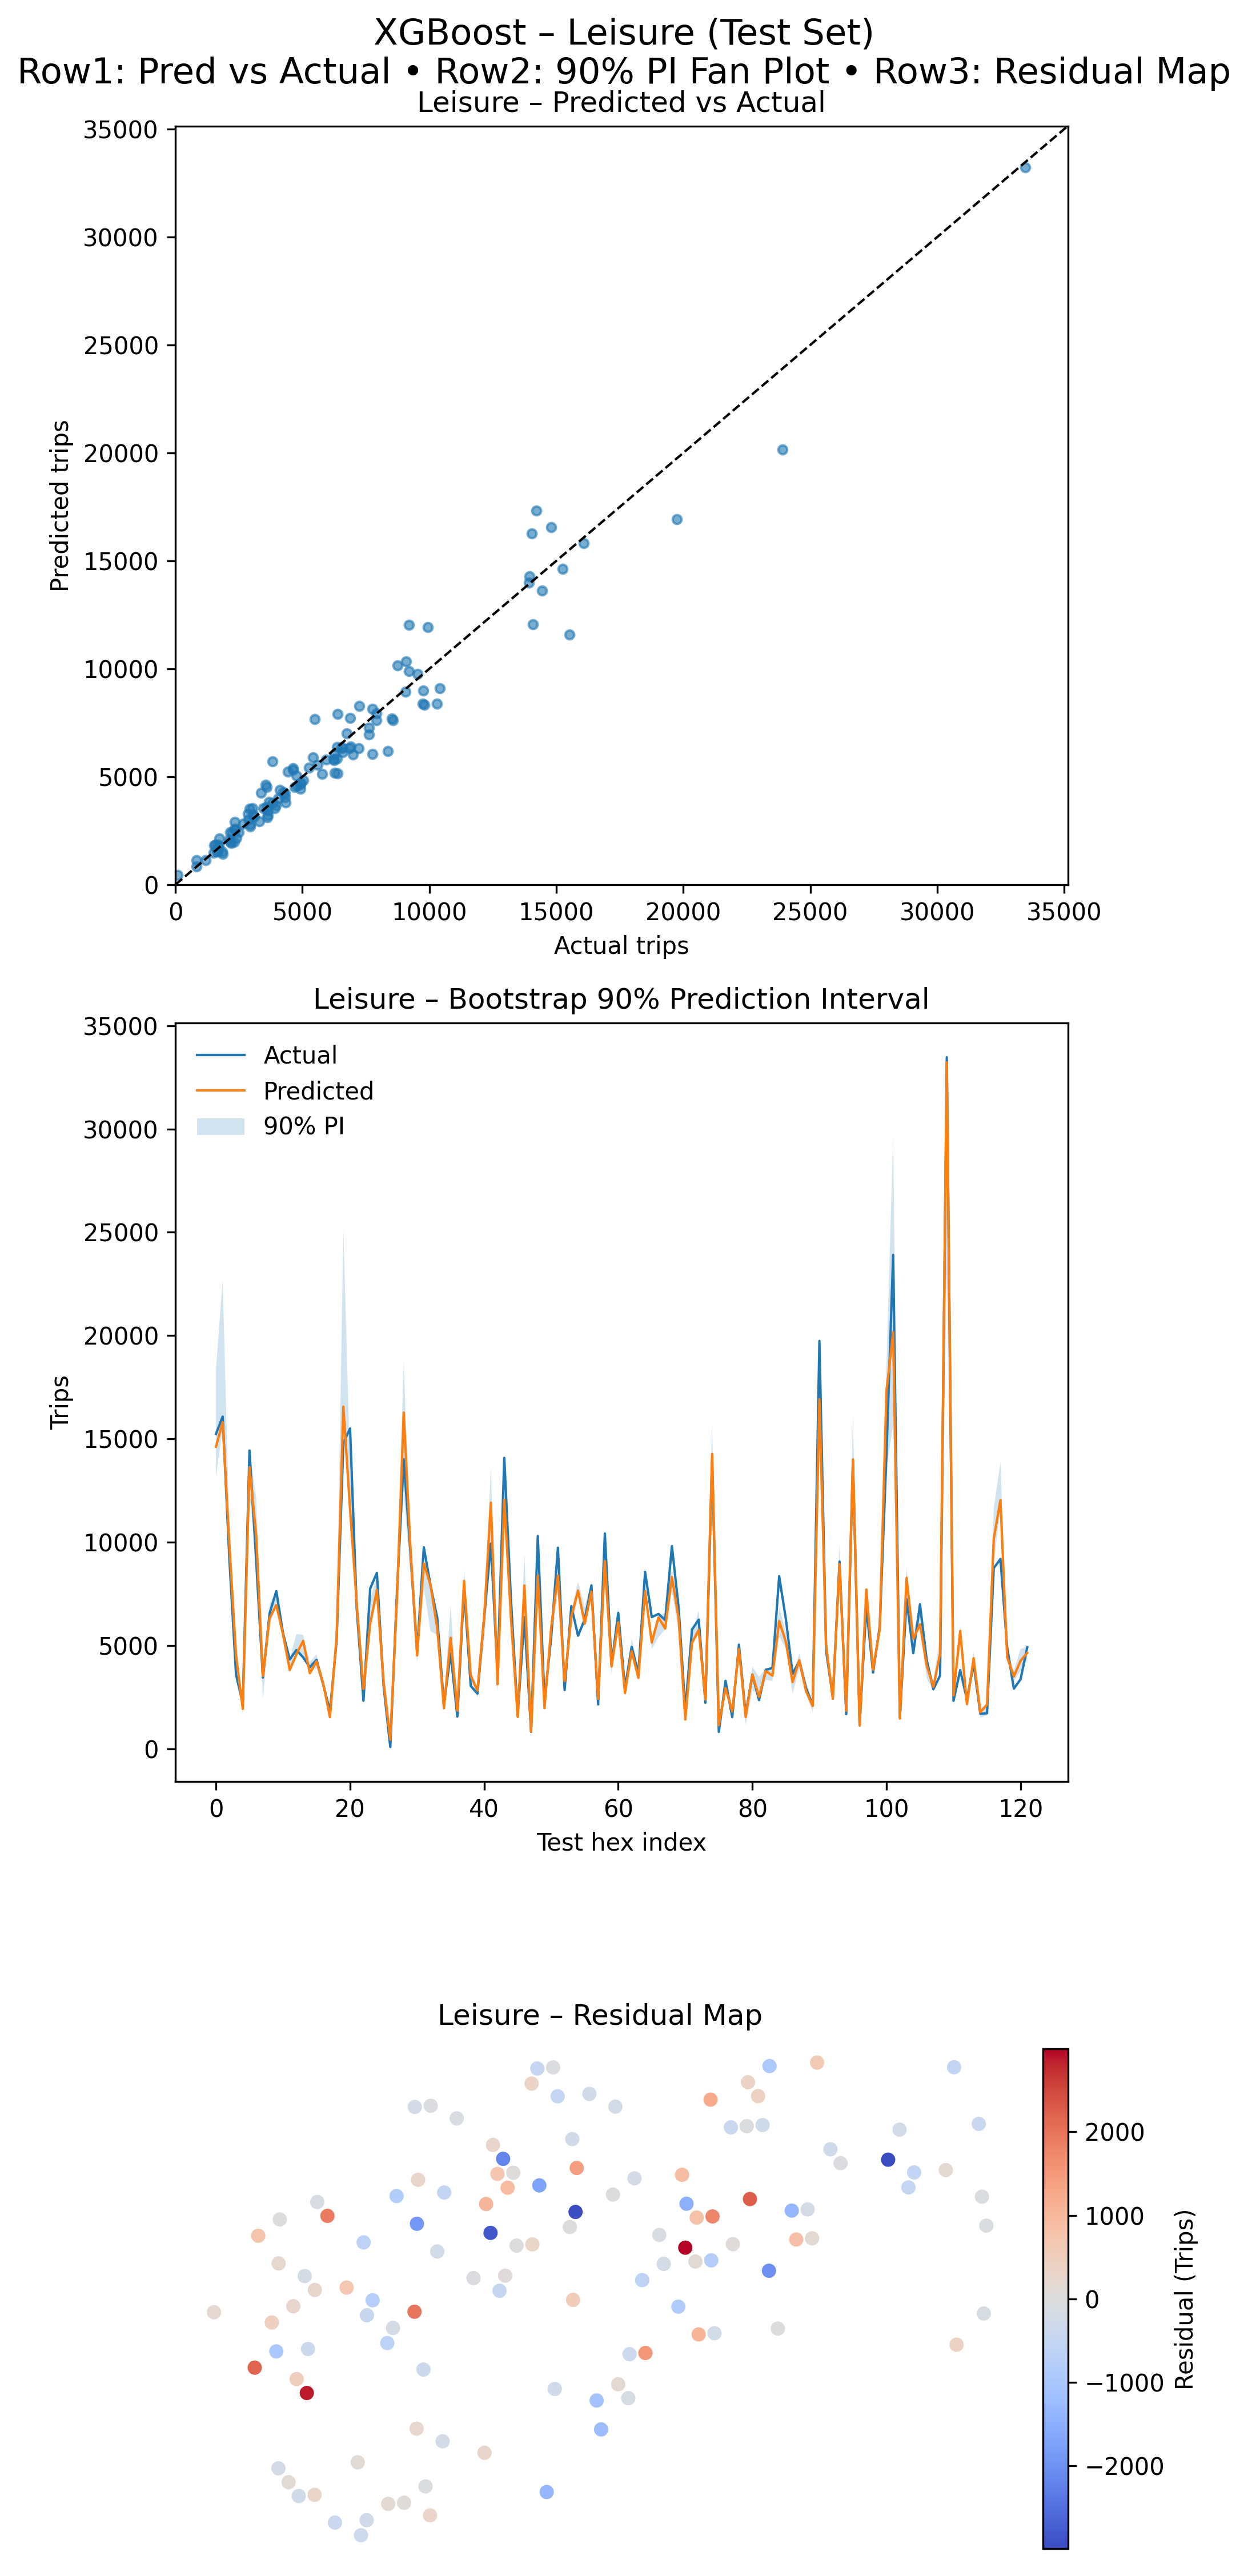 XGBoost – Leisure (Test Set)
Row1: Pred vs Actual • Row2: 90% PI Fan Plot • Row3: Residual Map
Leisure – Predicted vs Actual
35000
30000
25000
20000
15000
10000
5000
0
Predicted trips
0 5000 10000 15000 20000 25000 30000 35000
Actual trips
Leisure – Bootstrap 90% Prediction Interval
Actual
Predicted
90% PI
35000
30000
25000
20000
15000
10000
5000
0
Trips
0 20 40 60 80 100 120
Test hex index
Leisure – Residual Map
2000
1000
0
−1000
−2000
Residual (Trips)